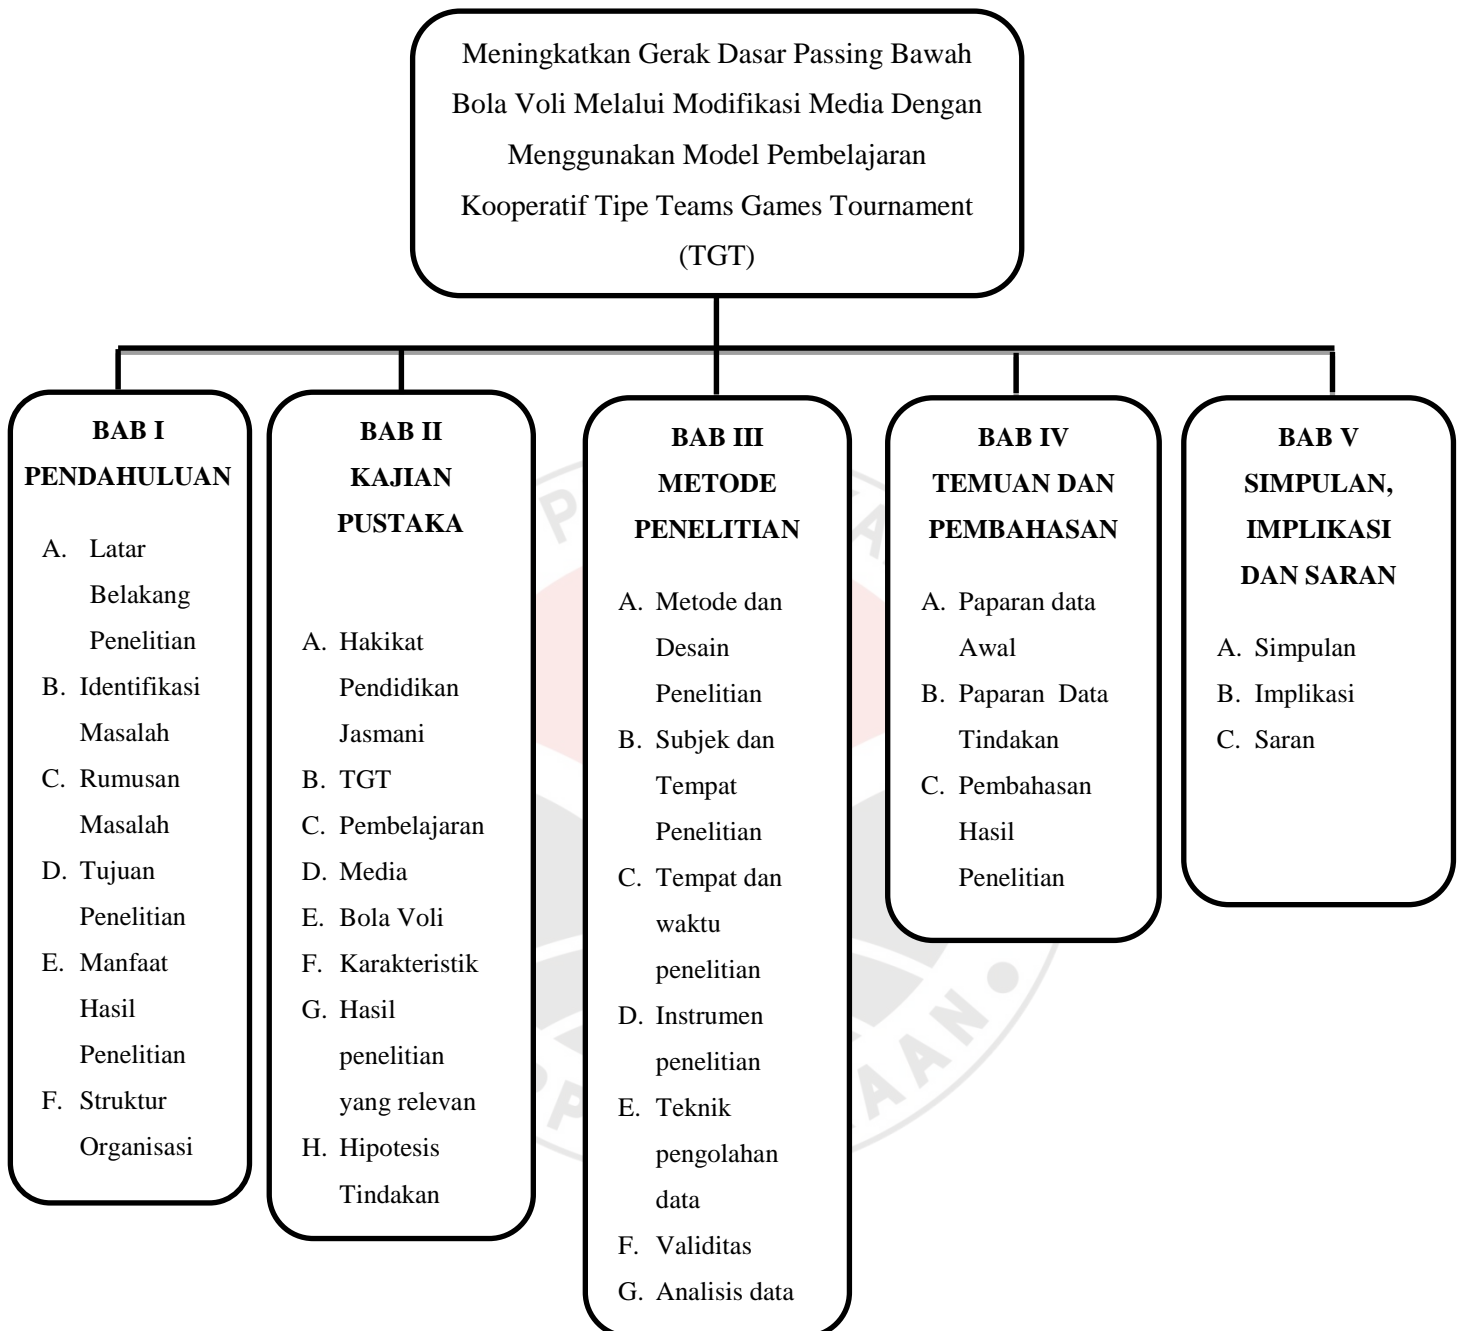 Meningkatkan Gerak Dasar Passing Bawah
Bola Voli Melalui Modifikasi Media Dengan
Menggunakan Model Pembelajaran
Kooperatif Tipe Teams Games Tournament
(TGT)
BAB I
PENDAHULUAN
A. Latar
Belakang
Penelitian
B. Identifikasi
Masalah
C. Rumusan
Masalah
D. Tujuan
Penelitian
E. Manfaat
Hasil
Penelitian
F. Struktur
Organisasi
BAB II
KAJIAN
PUSTAKA
A. Hakikat
Pendidikan
Jasmani
B. TGT
C. Pembelajaran
D. Media
E. Bola Voli
F. Karakteristik
G. Hasil
penelitian
yang relevan
H. Hipotesis
Tindakan
BAB III
METODE
PENELITIAN
A. Metode dan
Desain
Penelitian
B. Subjek dan
Tempat
Penelitian
C. Tempat dan
waktu
penelitian
D. Instrumen
penelitian
E. Teknik
pengolahan
data
F. Validitas
G. Analisis data
BAB IV
TEMUAN DAN
PEMBAHASAN
A. Paparan data
Awal
B. Paparan Data
Tindakan
C. Pembahasan
Hasil
Penelitian
BAB V
SIMPULAN,
IMPLIKASI
DAN SARAN
A. Simpulan
B. Implikasi
C. Saran